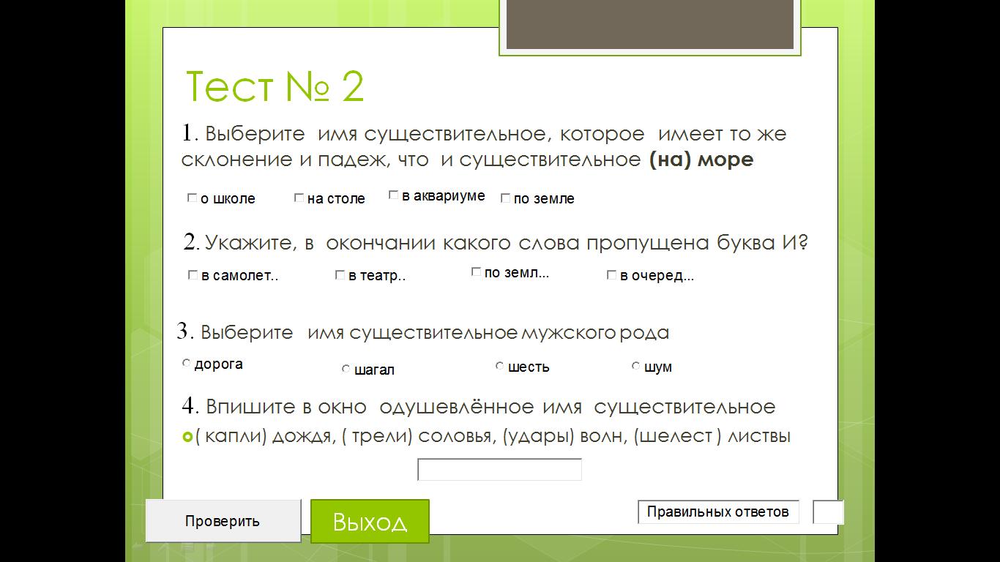 Тест № 2
1. Выберите имя существительное, которое имеет то же
склонение и падеж, что и существительное (на) море
о школе на столе в аквариуме по земле
2. Укажите, в окончании какого слова пропущена буква И?
в самолет.. в театр.. по земл... в очеред...
3. Выберите имя существительное мужского рода
дорога шагал шесть шум
4. Впишите в окно одушевлённое имя существительное
( капли) дождя, ( трели) соловья, (удары) волн, (шелест ) листвы
Проверить Выход Правильных ответов